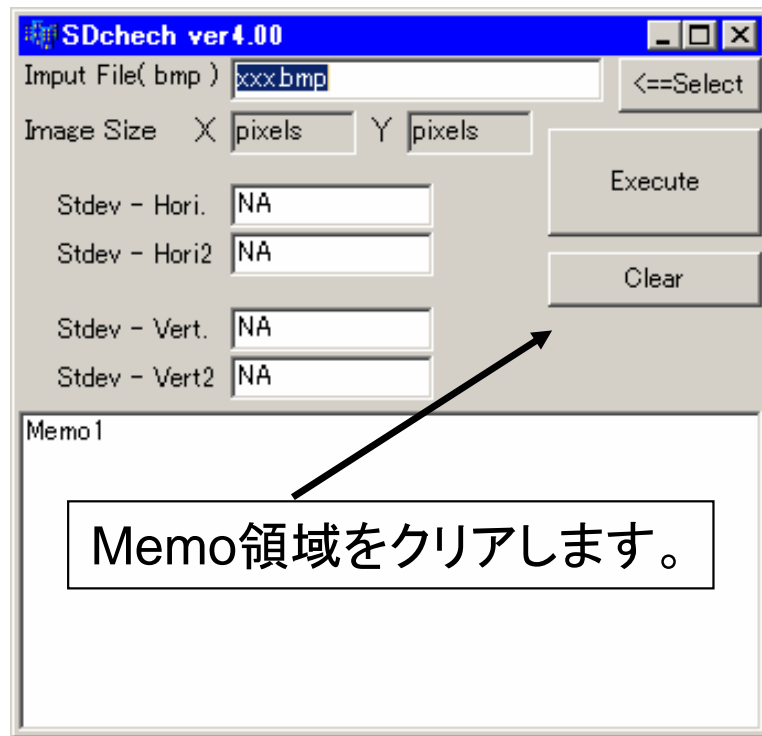 SDchech ver4.00
Imput File( bmp ) xxx.bmp <==Select
Image Size X pixels Y pixels
Execute
Stdev - Hori. NA
Stdev - Hori2 NA
Clear
Stdev - Vert. NA
Stdev - Vert2 NA
Memo1
Memo領域をクリアします。